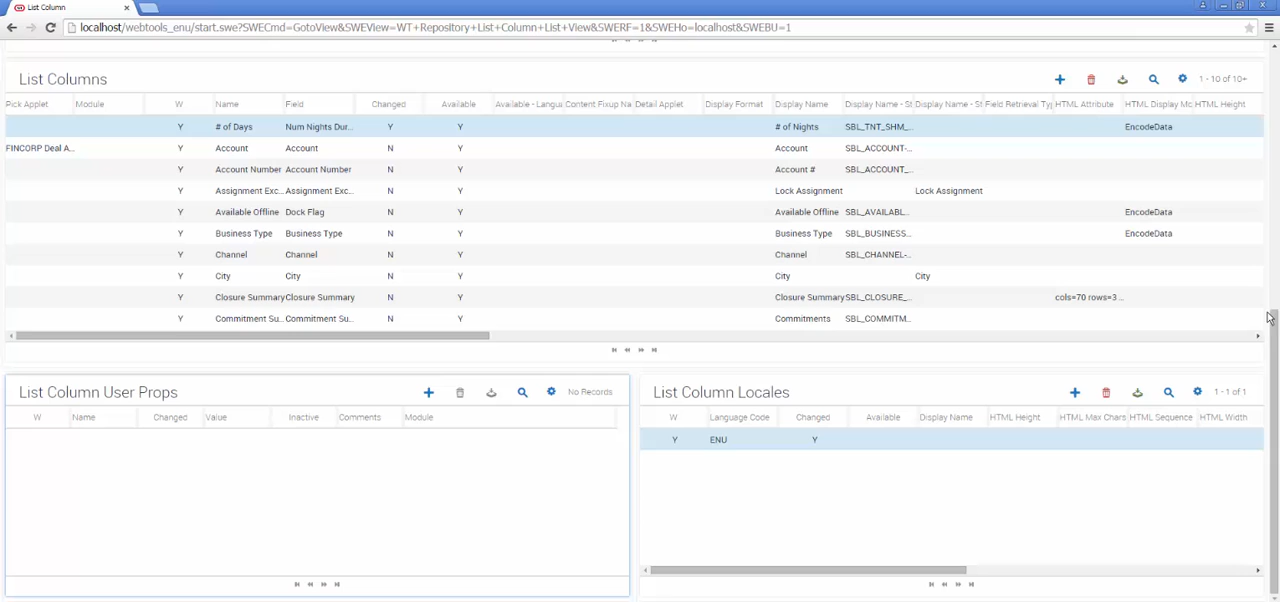 List Column
localhost/webtools_enu/start.swe?SWECmd=GotoView&SWEView=WT+Repository+List+Column+List+View&SWERF=1&SWEHo=localhost&SWEBU=1
List Columns 1 - 10 of 10+
Pick Applet Module W Name Field Changed Available Available - Langu Content Fixup Na Detail Applet Display Format Display Name Display Name - St Display Name - St Field Retrieval Typ HTML Attribute HTML Display Mo HTML Height
Y # of Days Num Nights Dur... Y Y # of Nights SBL_TNT_SHM_... EncodeData
FINCORP Deal A... Y Account Account N Y Account SBL_ACCOUNT-...
Y Account Number Account Number N Y Account # SBL_ACCOUNT_...
Y Assignment Exc... Assignment Exc... N Y Lock Assignment Lock Assignment
Y Available Offline Dock Flag N Y Available Offline SBL_AVAILABL... EncodeData
Y Business Type Business Type N Y Business Type SBL_BUSINESS... EncodeData
Y Channel Channel N Y Channel SBL_CHANNEL-...
Y City City N Y City City
Y Closure Summary Closure Summary N Y Closure Summary SBL_CLOSURE_... cols=70 rows=3 ...
Y Commitment Su... Commitment Su... N Y Commitments SBL_COMMITM...
List Column User Props No Records
W Name Changed Value Inactive Comments Module
List Column Locales 1 - 1 of 1
W Language Code Changed Available Display Name HTML Height HTML Max Chars HTML Sequence HTML Width
Y ENU Y